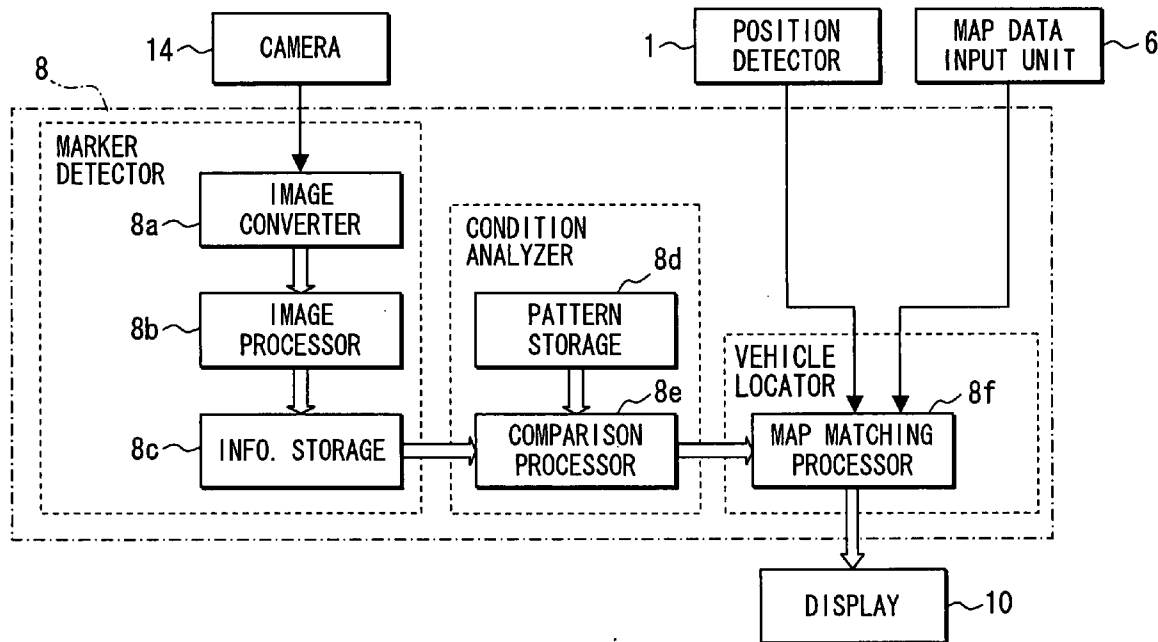 14
CAMERA
1
POSITION
DETECTOR
MAP DATA
INPUT UNIT
6
8
MARKER
DETECTOR
8a
IMAGE
CONVERTER
CONDITION
ANALYZER
8b
IMAGE
PROCESSOR
8d
PATTERN
STORAGE
VEHICLE
LOCATOR
8c
INFO. STORAGE
8e
COMPARISON
PROCESSOR
8f
MAP MATCHING
PROCESSOR
DISPLAY
10